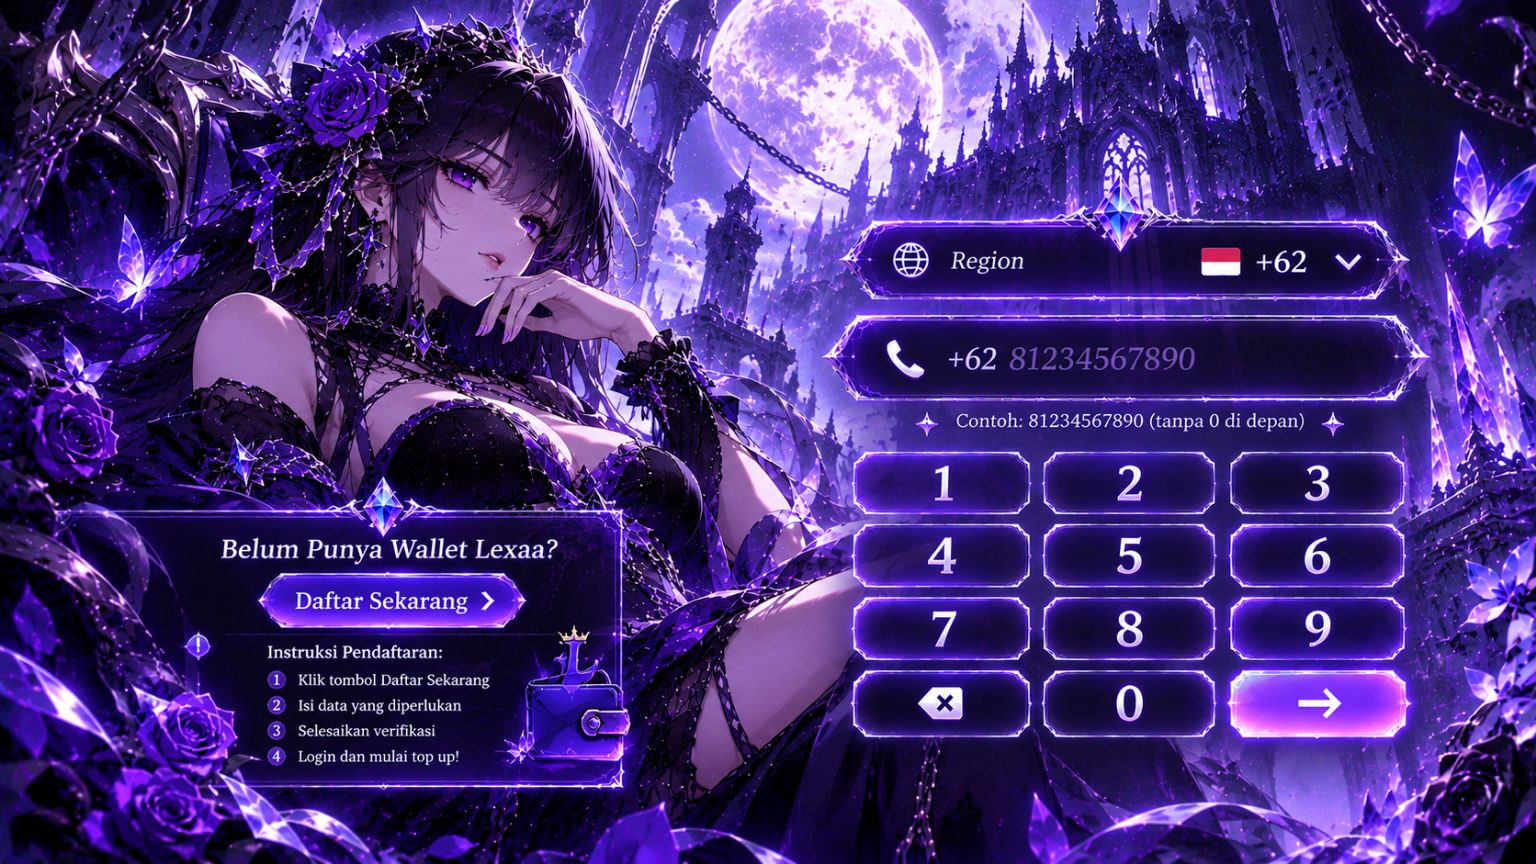 Region
+62
+62 81234567890
Contoh: 81234567890 (tanpa 0 di depan)
1 2 3
4 5 6
7 8 9
0
Belum Punya Wallet Lexaa?
Daftar Sekarang
Instruksi Pendaftaran:
1 Klik tombol Daftar Sekarang
2 Isi data yang diperlukan
3 Selesaikan verifikasi
4 Login dan mulai top up!
L